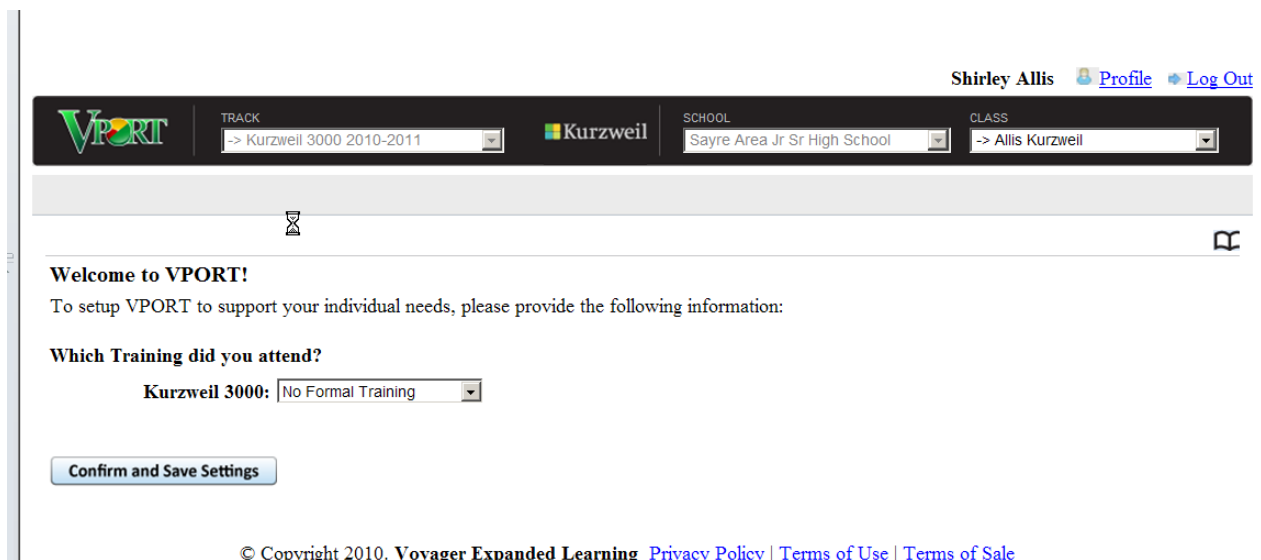 Shirley Allis Profile Log Out
VPORT TRACK Kurzweil SCHOOL CLASS
-> Kurzweil 3000 2010-2011 Sayre Area Jr Sr High School -> Allis Kurzweil
Welcome to VPORT!
To setup VPORT to support your individual needs, please provide the following information:
Which Training did you attend?
Kurzweil 3000: No Formal Training
Confirm and Save Settings
© Copyright 2010. Voyager Expanded Learning Privacy Policy | Terms of Use | Terms of Sale